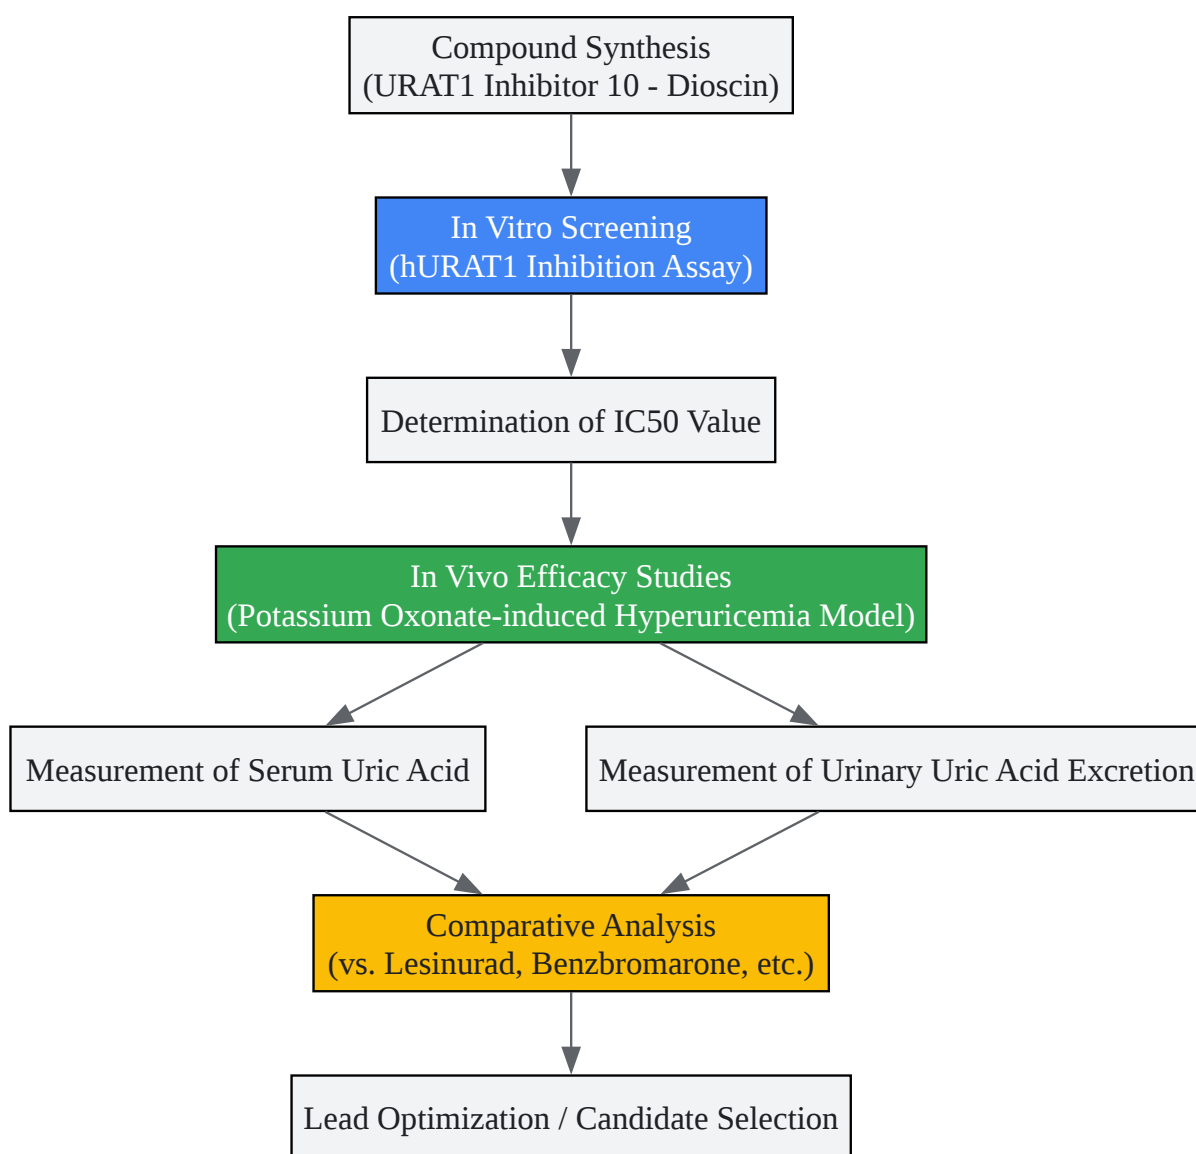 Compound Synthesis
(URAT1 Inhibitor 10 - Dioscin)
In Vitro Screening
(hURAT1 Inhibition Assay)
Determination of IC50 Value
In Vivo Efficacy Studies
(Potassium Oxonate-induced Hyperuricemia Model)
Measurement of Serum Uric Acid
Measurement of Urinary Uric Acid Excretion
Comparative Analysis
(vs. Lesinurad, Benzbromarone, etc.)
Lead Optimization / Candidate Selection